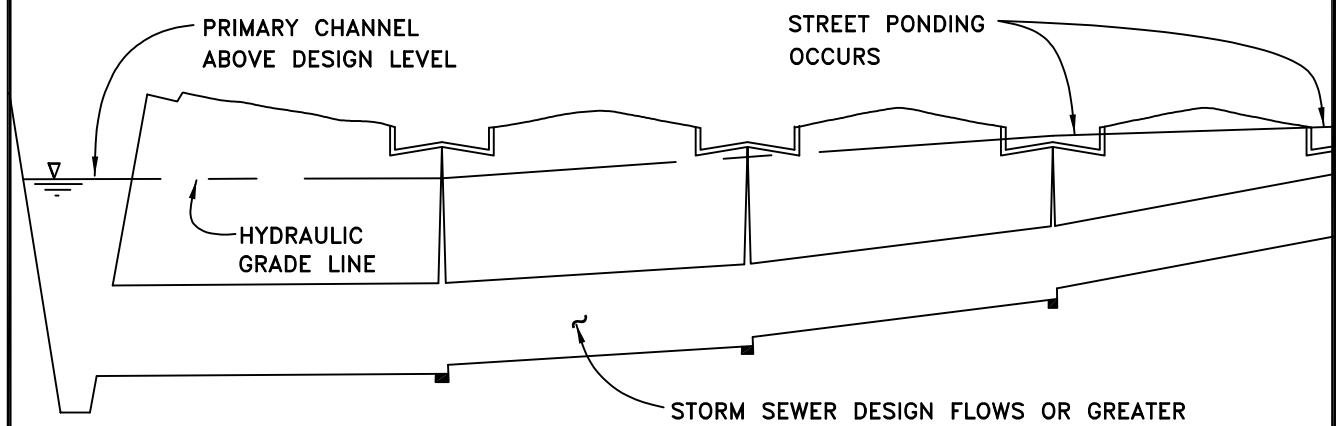 PRIMARY CHANNEL
ABOVE DESIGN LEVEL
STREET PONDING
OCCURS
HYDRAULIC
GRADE LINE
STORM SEWER DESIGN FLOWS OR GREATER